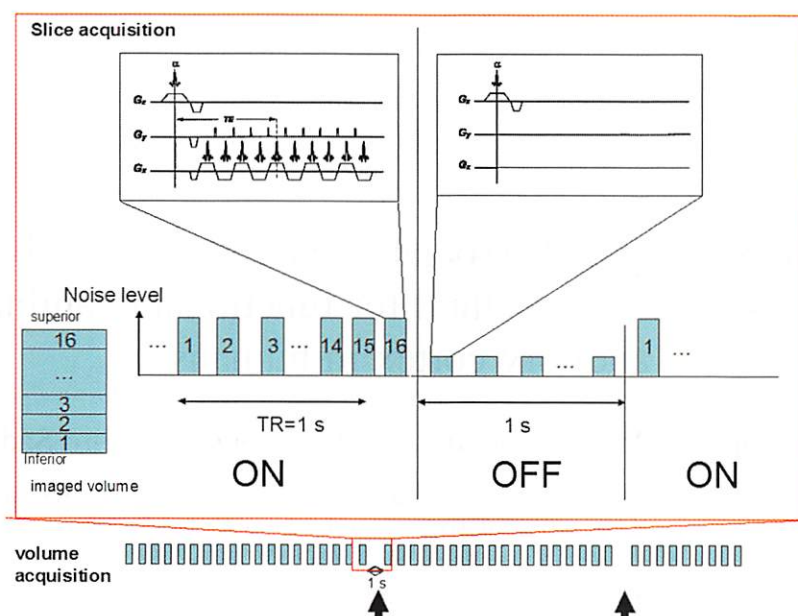 Slice acquisition
α
α
Gz
Gz
TE
Gy
Gy
Gx
Gx
Noise level
superior
16
...
3
2
1
Inferior
imaged volume
... 1 2 3 ... 14 15 16 ... 1 ...
TR=1 s
1 s
ON
OFF
ON
volume
acquisition
1 s